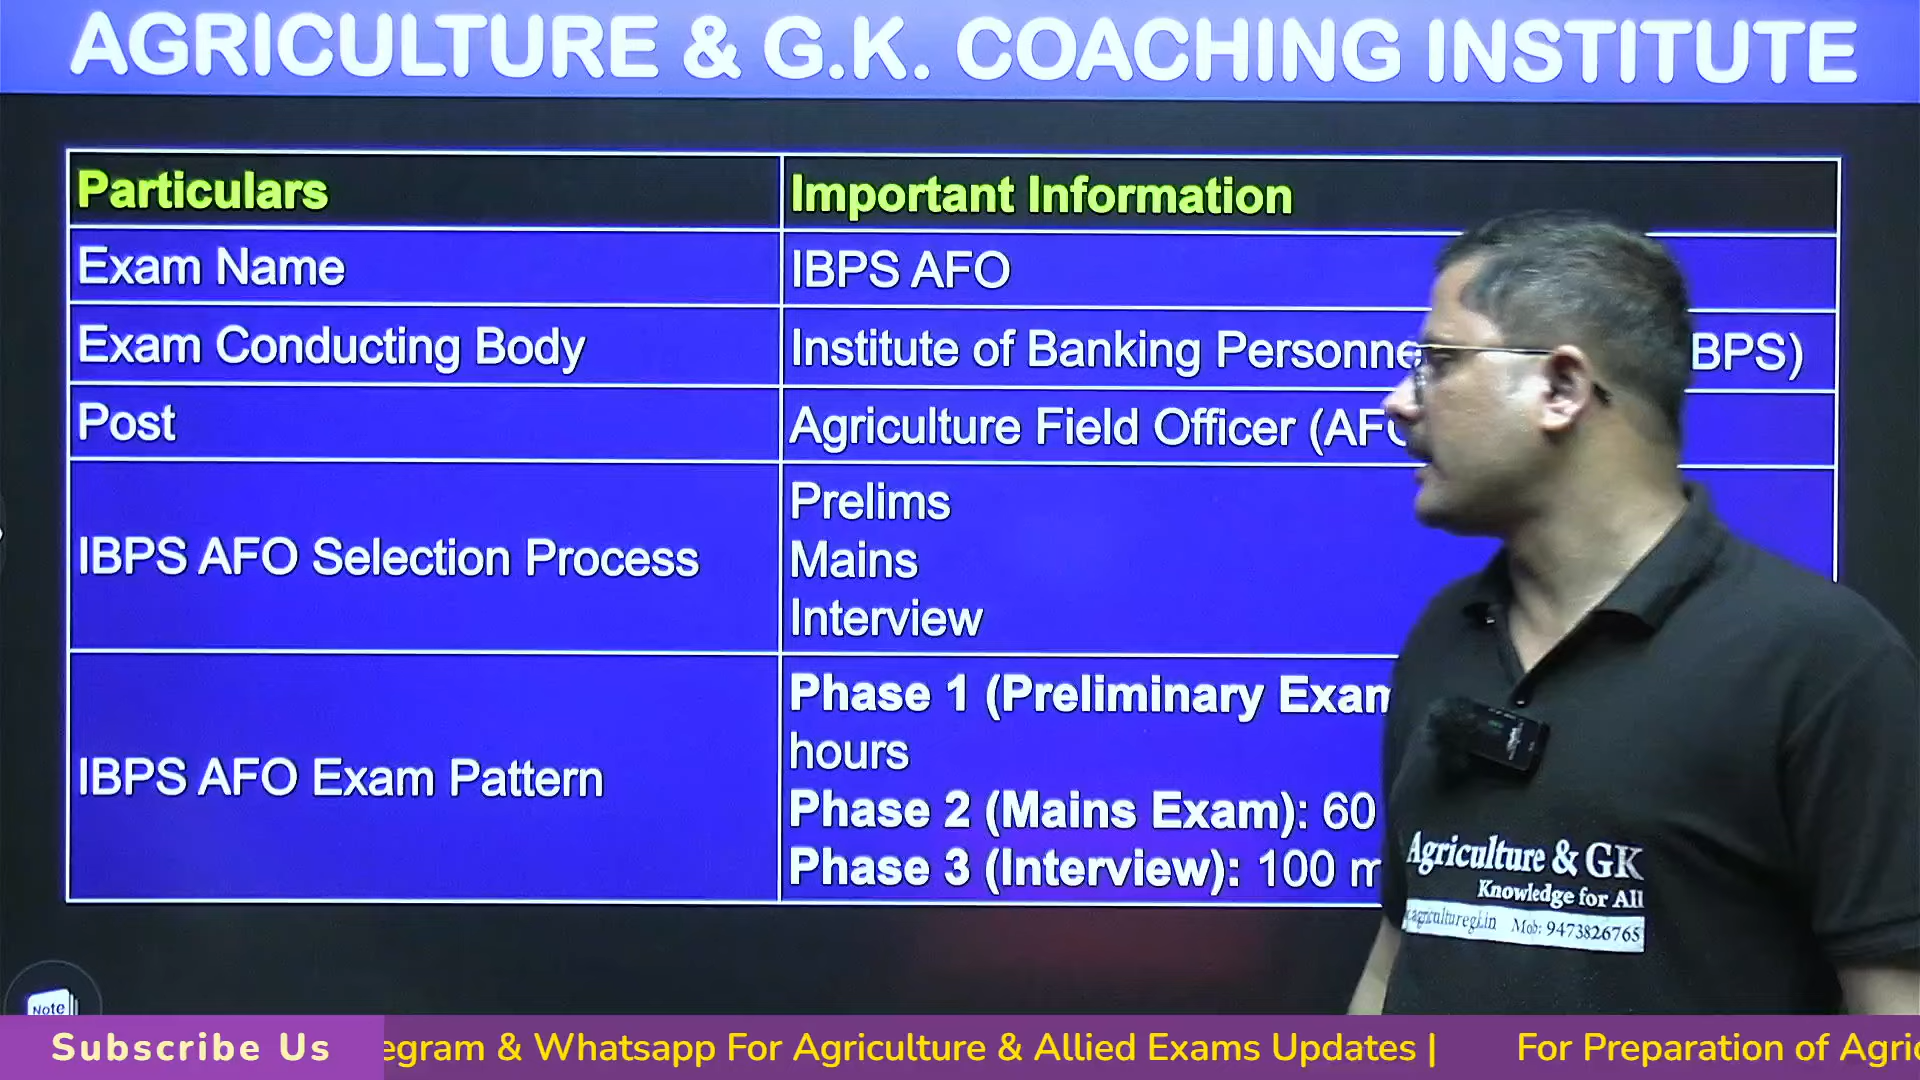 AGRICULTURE & G.K. COACHING INSTITUTE
Particulars
Important Information
Exam Name
IBPS AFO
Exam Conducting Body
Institute of Banking Personne BPS)
Post
Agriculture Field Officer (AFO
IBPS AFO Selection Process
Prelims
Mains
Interview
IBPS AFO Exam Pattern
Phase 1 (Preliminary Exam
hours
Phase 2 (Mains Exam): 60
Phase 3 (Interview): 100 m
Agriculture & GK
Knowledge for All
Mob: 9473826765
Note
Subscribe Us
egram & Whatsapp For Agriculture & Allied Exams Updates |
For Preparation of Agric